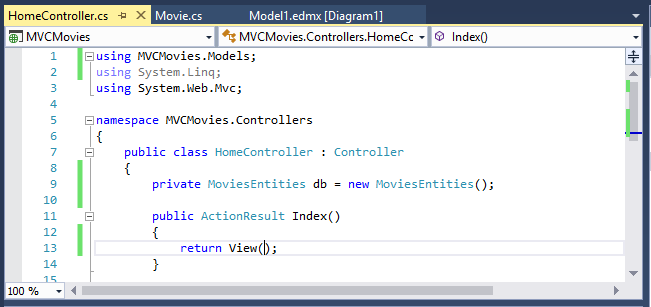 HomeController.cs Movie.cs Model1.edmx [Diagram1]
MVCMovies MVCMovies.Controllers.HomeCc Index()
1 using MVCMovies.Models;
2 using System.Linq;
3 using System.Web.Mvc;
4
5 namespace MVCMovies.Controllers
6 {
7 public class HomeController : Controller
8 {
9 private MoviesEntities db = new MoviesEntities();
10
11 public ActionResult Index()
12 {
13 return View();
14 }
15
100 %